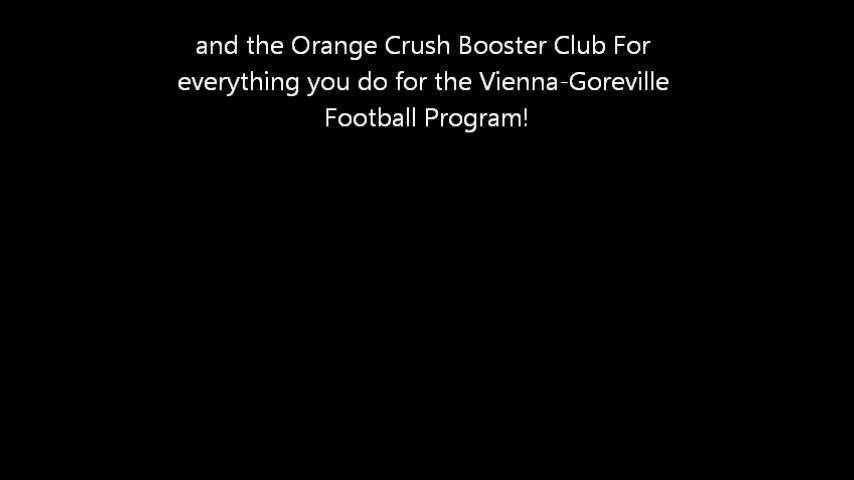 and the Orange Crush Booster Club For
everything you do for the Vienna-Goreville
Football Program!